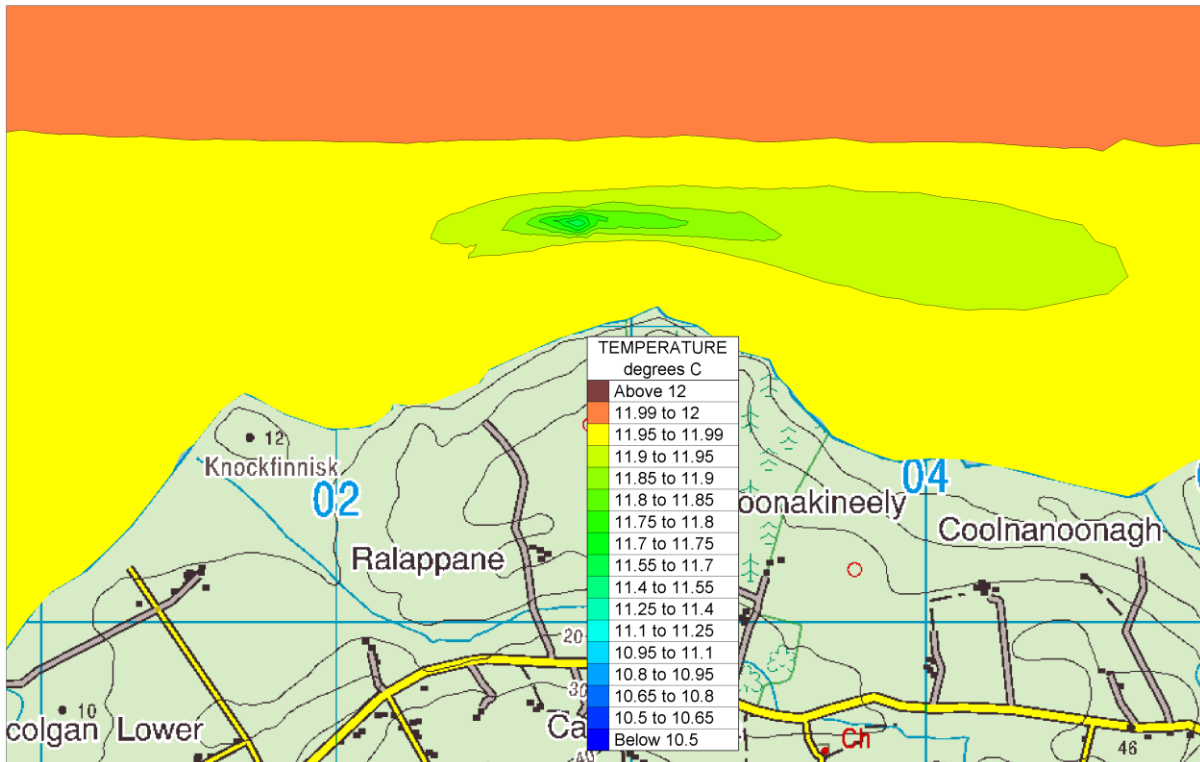 TEMPERATURE
degrees C
Above 12
11.99 to 12
11.95 to 11.99
11.9 to 11.95
11.85 to 11.9
11.8 to 11.85
11.75 to 11.8
11.7 to 11.75
11.55 to 11.7
11.4 to 11.55
11.25 to 11.4
11.1 to 11.25
10.95 to 11.1
10.8 to 10.95
10.65 to 10.8
10.5 to 10.65
Below 10.5
12
Knockfinnisk
02
04
oonakineely
Coolnanoonagh
Ralappane
20
30
10
colgan Lower
Ca
Ch
40
46